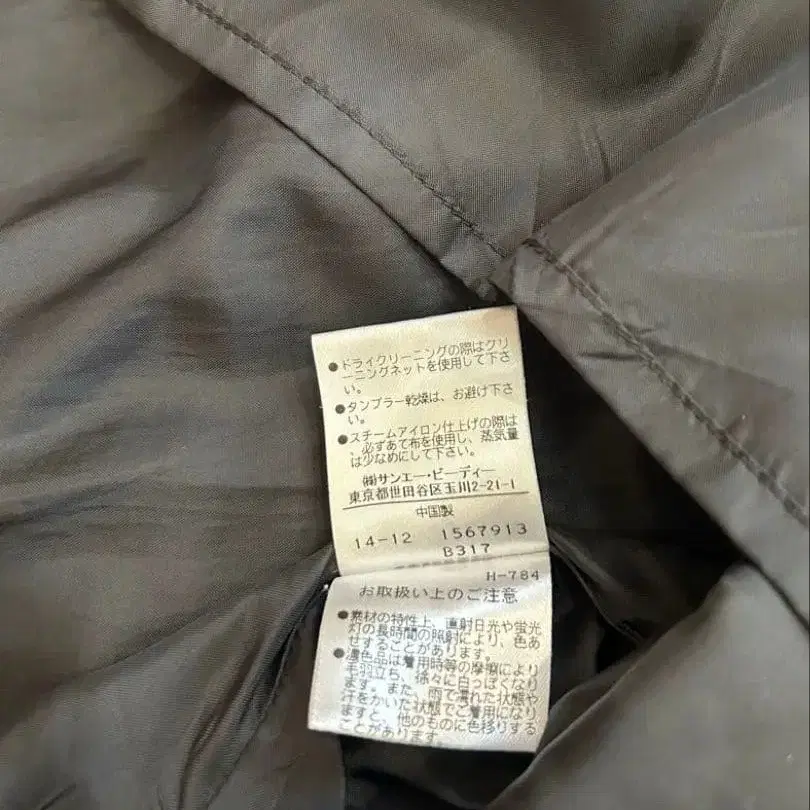 ●ドライクリーニングの際はクリ
ーニングネットを使用して下さ
い。
●タンブラー乾燥は、お避け下さ
い。
●スチームアイロン仕上げの際は
、必ずあて布を使用し、蒸気量
は少なめにして下さい。
㈱サンエー・ビーディー
東京都世田谷区玉川2-21-1
中国製
14-12 1567913
B317
H-784
お取扱い上のご注意
●素材の特性上、直射日光や蛍光
灯の長時間の照射により、色あ
せすることがあります。
●濃色品は着用時等の摩擦により
毛羽立ち、徐々に白っぽくなり
ます。また、雨で濡れた状態や
汗をかいた状態でご着用になり
ますと、他のものに色移りする
ことがあります。